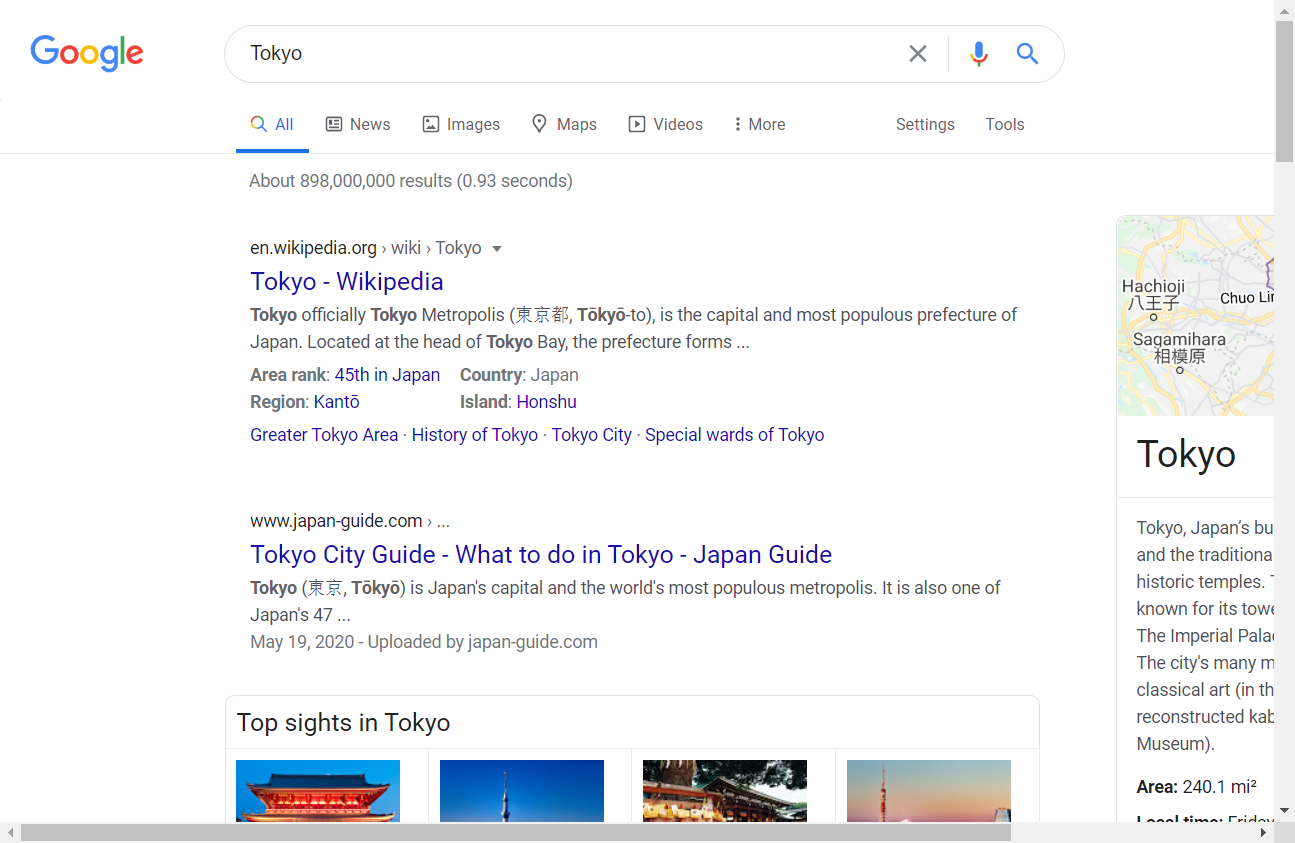 Google
Tokyo
All
News
Images
Maps
Videos
More
Settings
Tools
About 898,000,000 results (0.93 seconds)
en.wikipedia.org › wiki › Tokyo
Tokyo - Wikipedia
Tokyo officially Tokyo Metropolis (東京都, Tōkyō-to), is the capital and most populous prefecture of
Japan. Located at the head of Tokyo Bay, the prefecture forms ...
Area rank: 45th in Japan Country: Japan
Region: Kantō Island: Honshu
Greater Tokyo Area · History of Tokyo · Tokyo City · Special wards of Tokyo
www.japan-guide.com › ...
Tokyo City Guide - What to do in Tokyo - Japan Guide
Tokyo (東京, Tōkyō) is Japan's capital and the world's most populous metropolis. It is also one of
Japan's 47 ...
May 19, 2020 - Uploaded by japan-guide.com
Top sights in Tokyo
Hachioji
八王子
Chuo Lin
Sagamihara
相模原
Tokyo
Tokyo, Japan’s bu
and the traditiona
historic temples. T
known for its towe
The Imperial Pala
The city's many m
classical art (in th
reconstructed kab
Museum).
Area: 240.1 mi²
Local time: Friday